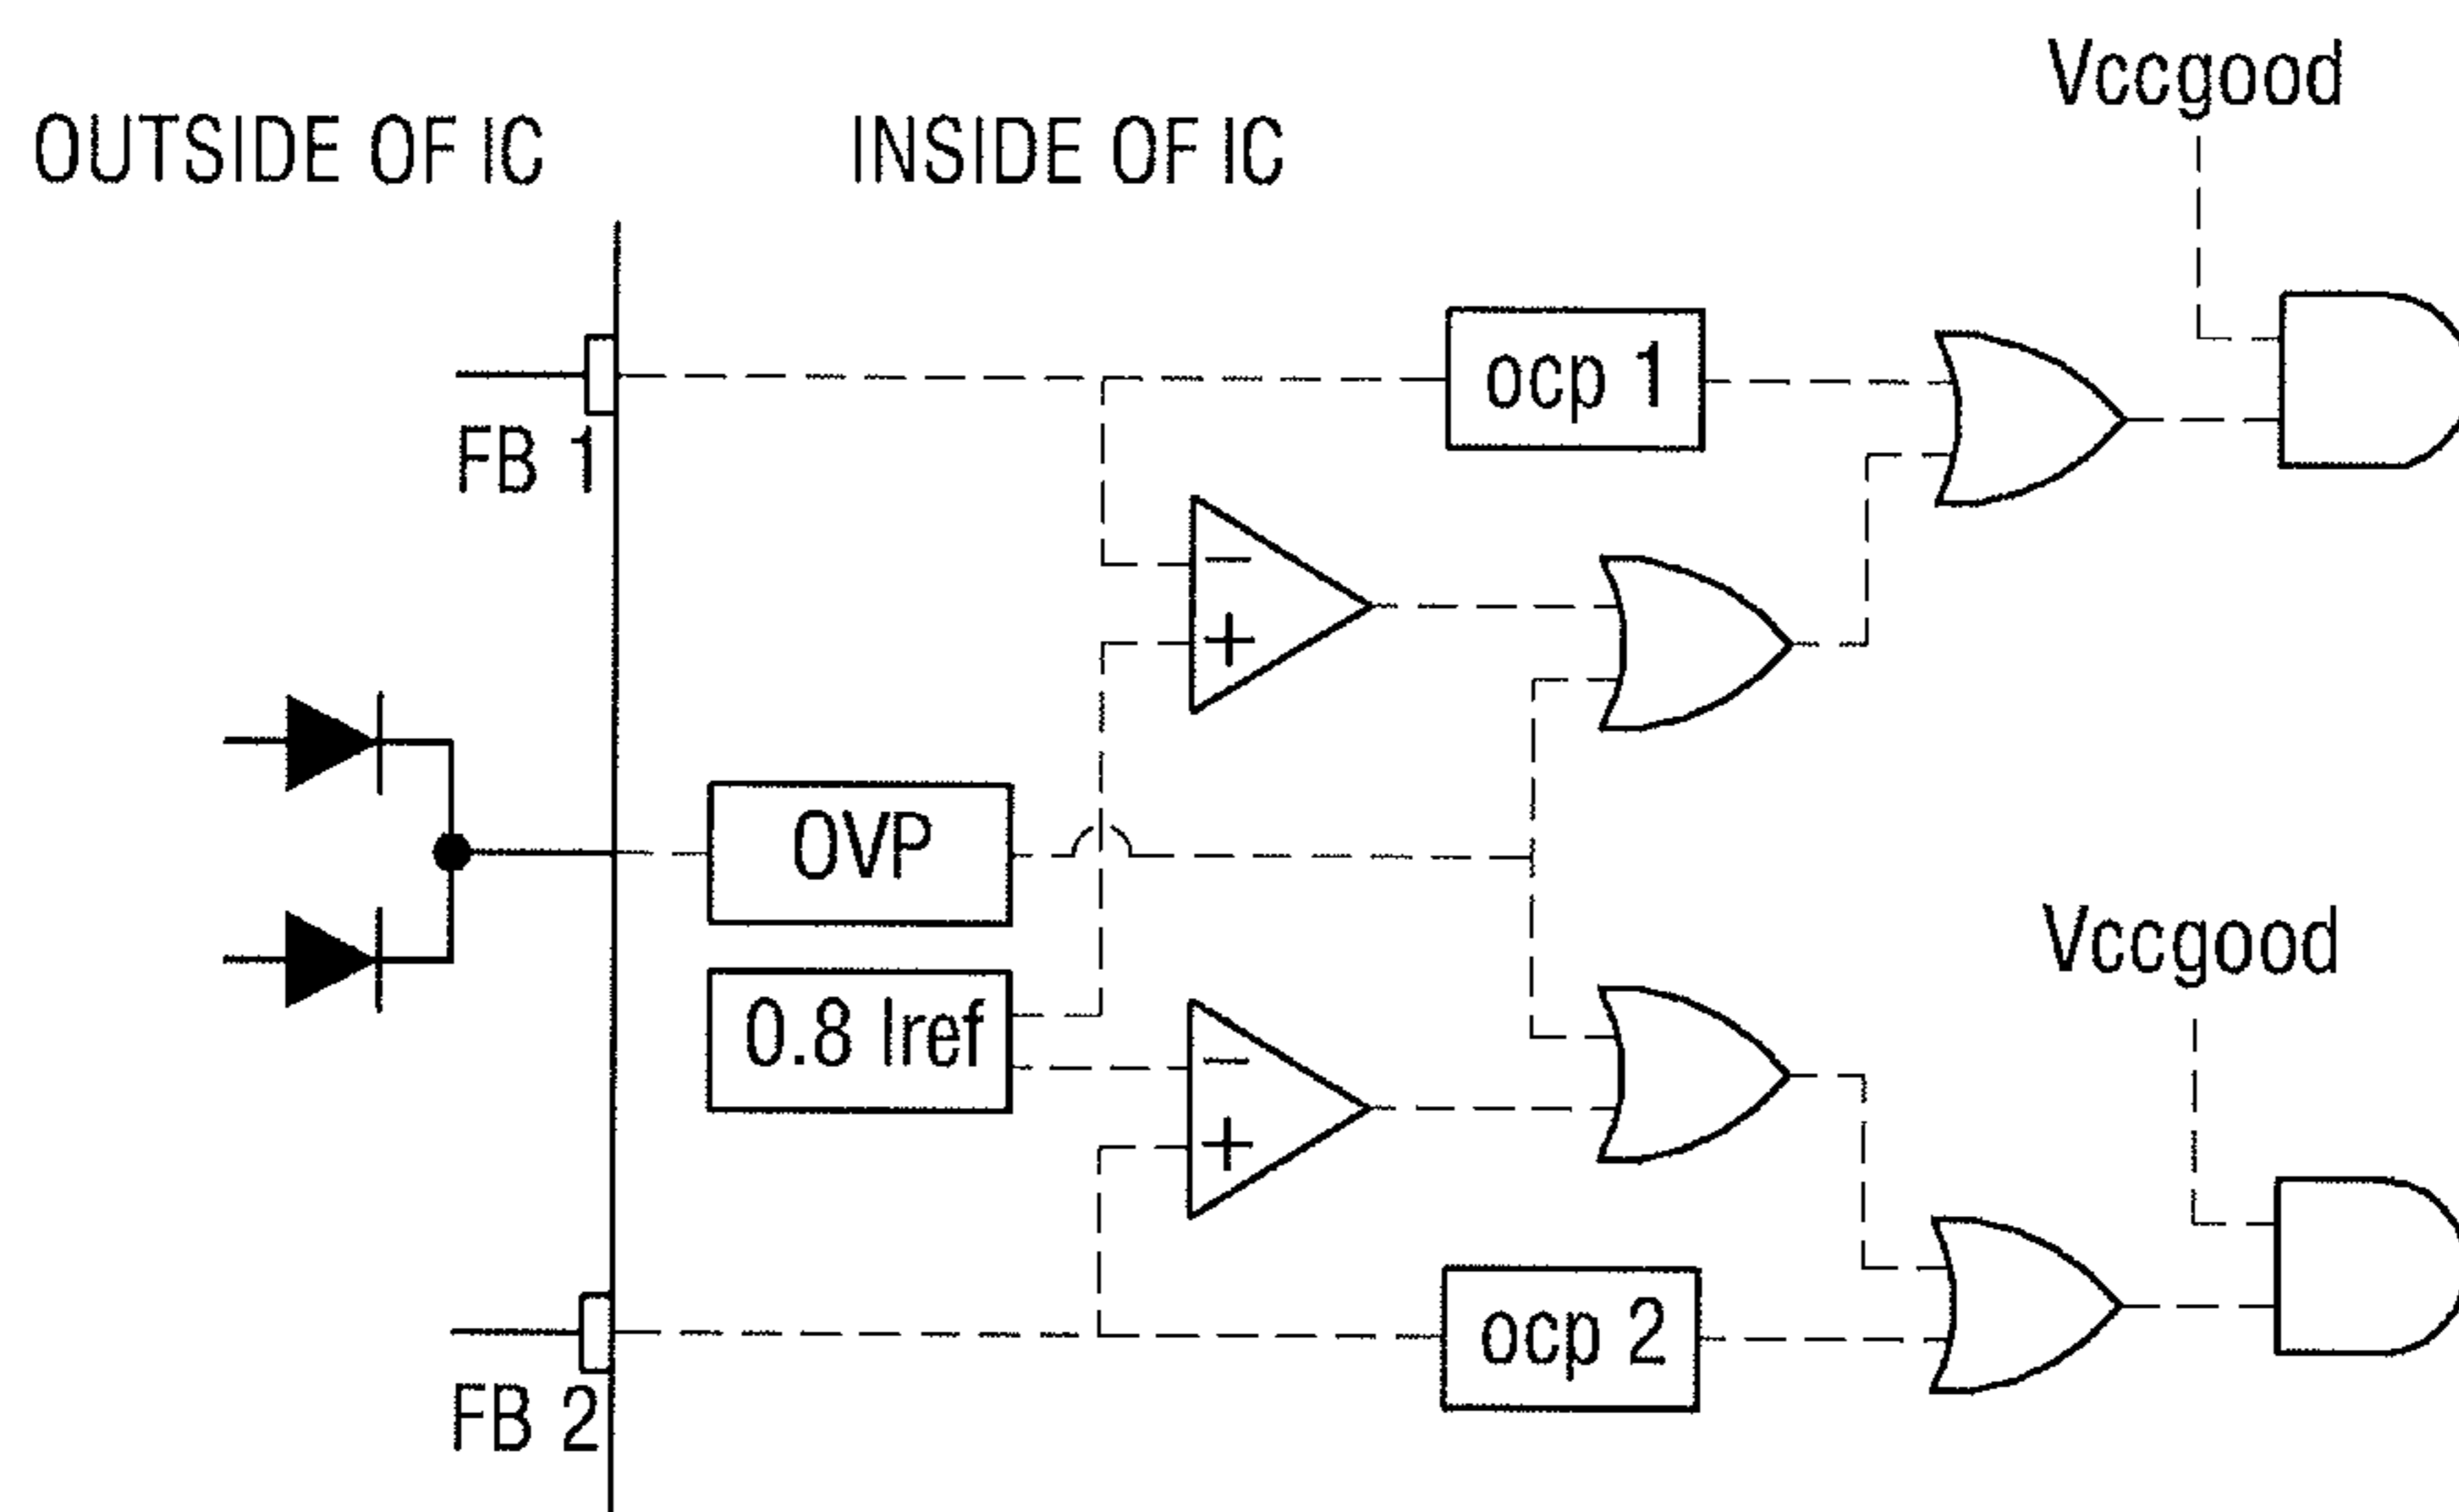 Vccgood
OUTSIDE OF IC
INSIDE OF IC
ocp 1
FB 1
−
+
OVP
0.8 Iref
Vccgood
−
+
ocp 2
FB 2